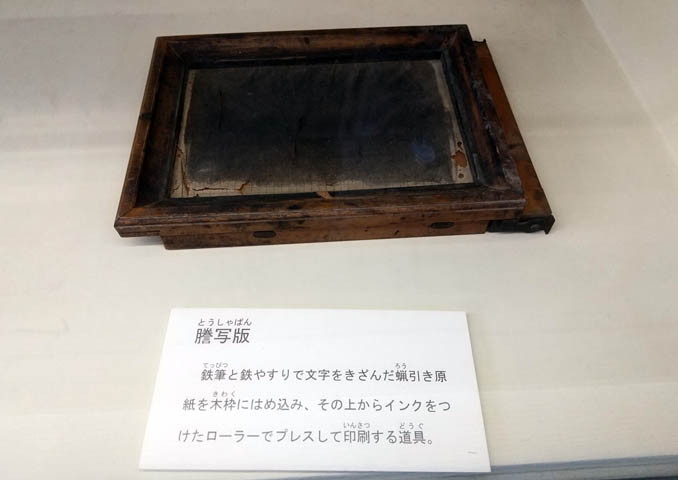 とうしゃばん
謄写版
てっぴつ ろう
鉄筆と鉄やすりで文字をきざんだ蝋引き原
きわく
紙を木枠にはめ込み、その上からインクをつ
いんさつ どうぐ
けたローラーでプレスして印刷する道具。